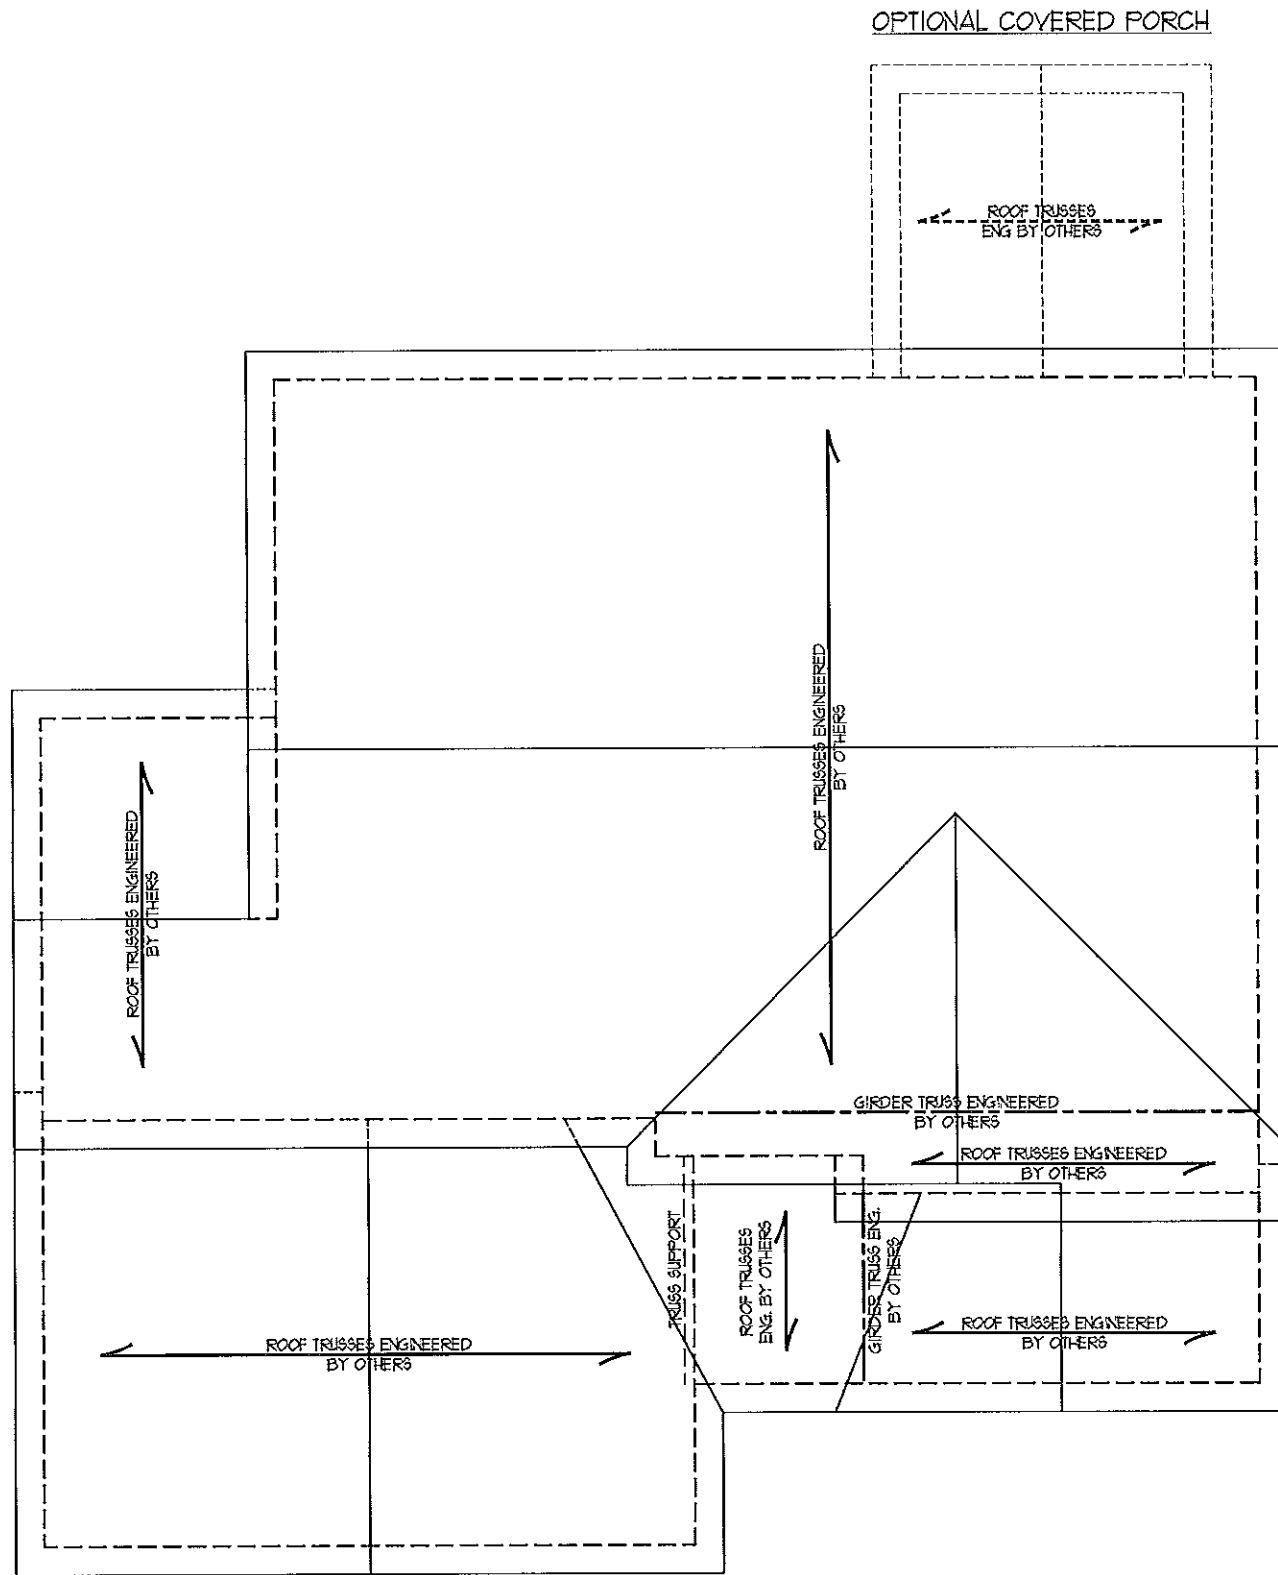 OPTIONAL COVERED PORCH
ROOF TRUSSES
ENG BY OTHERS
ROOF TRUSSES ENGINEERED
BY OTHERS
ROOF TRUSSES ENGINEERED
BY OTHERS
GIRDER TRUSS ENGINEERED
BY OTHERS
ROOF TRUSSES ENGINEERED
BY OTHERS
TRUSS SUPPORT
ROOF TRUSSES
ENG. BY OTHERS
GIRDER TRUSS ENG.
BY OTHERS
ROOF TRUSSES ENGINEERED
BY OTHERS
ROOF TRUSSES ENGINEERED
BY OTHERS